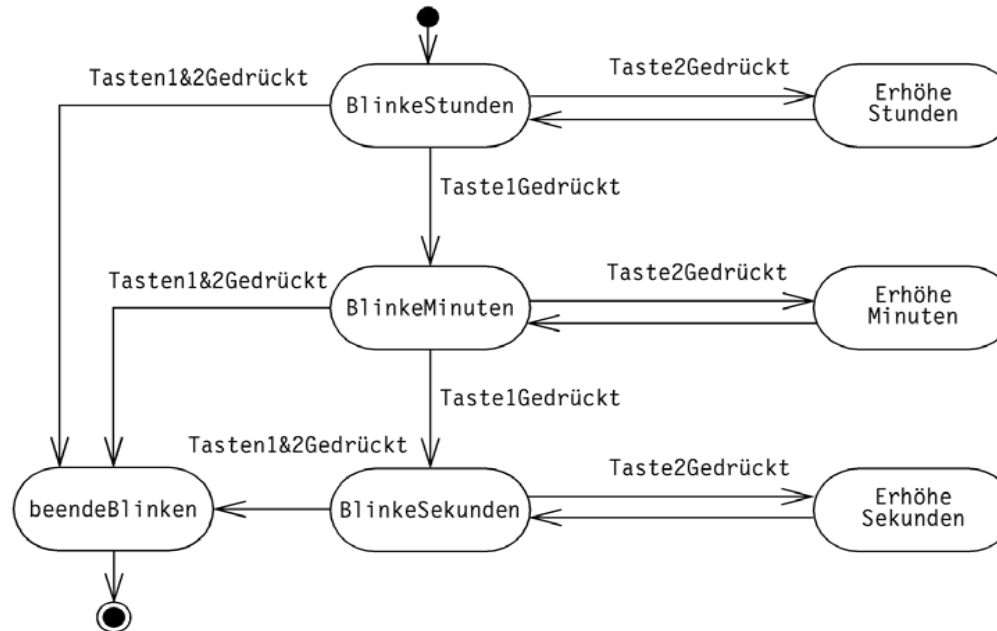 Tasten1&2Gedrückt
Taste2Gedrückt
BlinkeStunden
Erhöhe
Stunden
Taste1Gedrückt
Tasten1&2Gedrückt
Taste2Gedrückt
BlinkeMinuten
Erhöhe
Minuten
Taste1Gedrückt
Tasten1&2Gedrückt
Taste2Gedrückt
beendeBlinken
BlinkeSekunden
Erhöhe
Sekunden